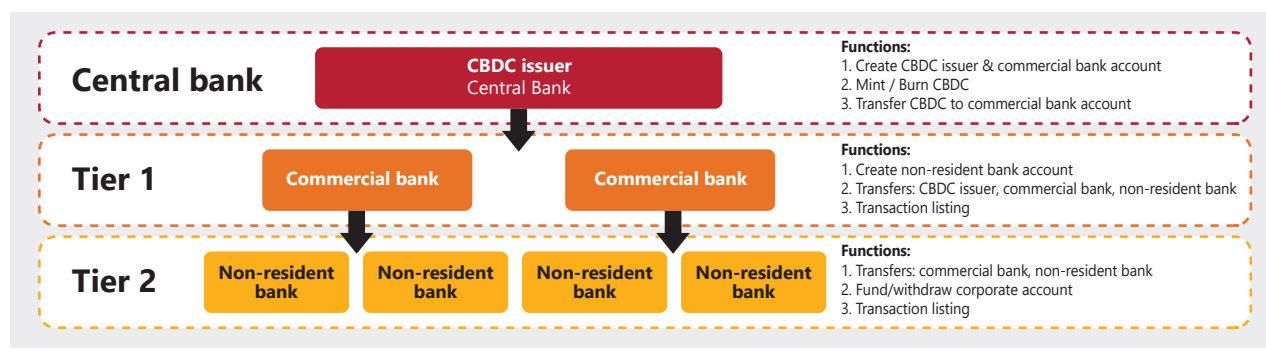 Central bank
CBDC issuer
Central Bank
Functions:
1. Create CBDC issuer & commercial bank account
2. Mint / Burn CBDC
3. Transfer CBDC to commercial bank account
Tier 1
Commercial bank
Commercial bank
Functions:
1. Create non-resident bank account
2. Transfers: CBDC issuer, commercial bank, non-resident bank
3. Transaction listing
Tier 2
Non-resident
bank
Non-resident
bank
Non-resident
bank
Non-resident
bank
Functions:
1. Transfers: commercial bank, non-resident bank
2. Fund/withdraw corporate account
3. Transaction listing